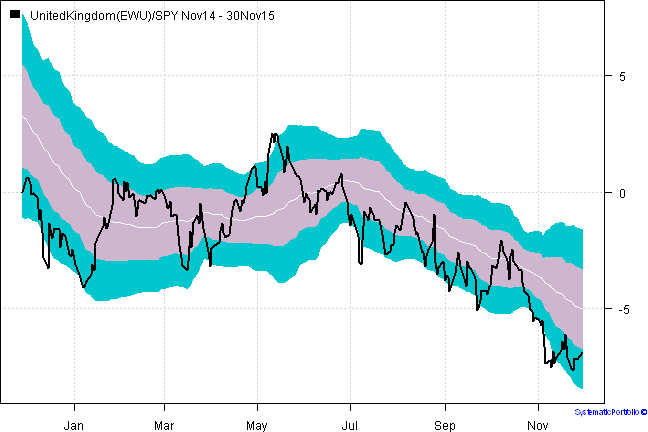 UnitedKingdom(EWU)/SPY Nov14 - 30Nov15
5
0
-5
Jan Mar May Jul Sep Nov
SystematicPortfolio ©